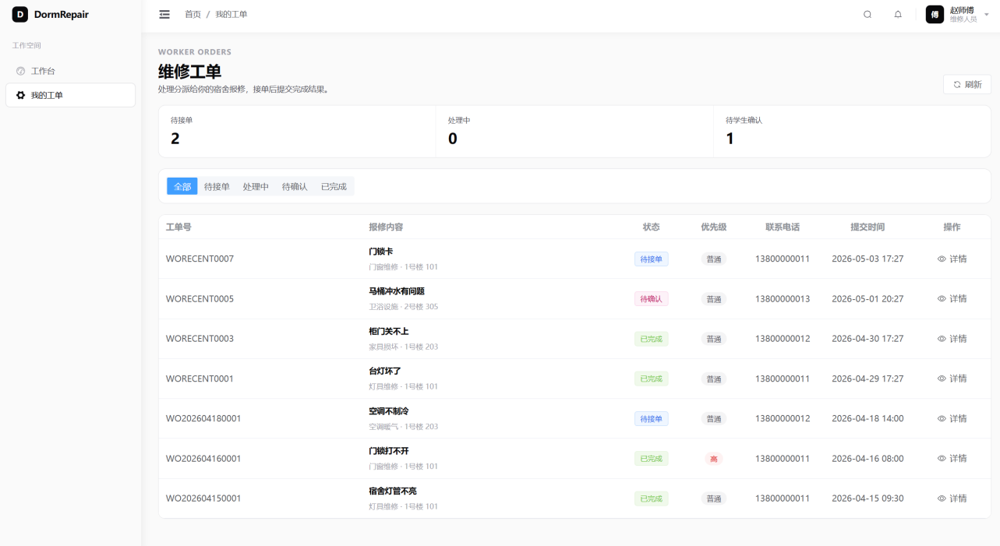 D DormRepair
工作空间
工作台
我的工单
首页 / 我的工单
傅 赵师傅
维修人员
WORKER ORDERS
维修工单
处理分派给你的宿舍报修，接单后提交完成结果。
刷新
待接单 处理中 待学生确认
2 0 1
全部 待接单 处理中 待确认 已完成
工单号 报修内容 状态 优先级 联系电话 提交时间 操作
门锁卡
WORECENT0007 待接单 普通 13800000011 2026-05-03 17:27 详情
门窗维修 · 1号楼 101
马桶冲水有问题
WORECENT0005 待确认 普通 13800000013 2026-05-01 20:27 详情
卫浴设施 · 2号楼 305
柜门关不上
WORECENT0003 已完成 普通 13800000012 2026-04-30 17:27 详情
家具损坏 · 1号楼 203
台灯坏了
WORECENT0001 已完成 普通 13800000011 2026-04-29 17:27 详情
灯具维修 · 1号楼 101
空调不制冷
WO202604180001 待接单 普通 13800000012 2026-04-18 14:00 详情
空调暖气 · 1号楼 203
门锁打不开
WO202604160001 已完成 高 13800000011 2026-04-16 08:00 详情
门窗维修 · 1号楼 101
宿舍灯管不亮
WO202604150001 已完成 普通 13800000011 2026-04-15 09:30 详情
灯具维修 · 1号楼 101